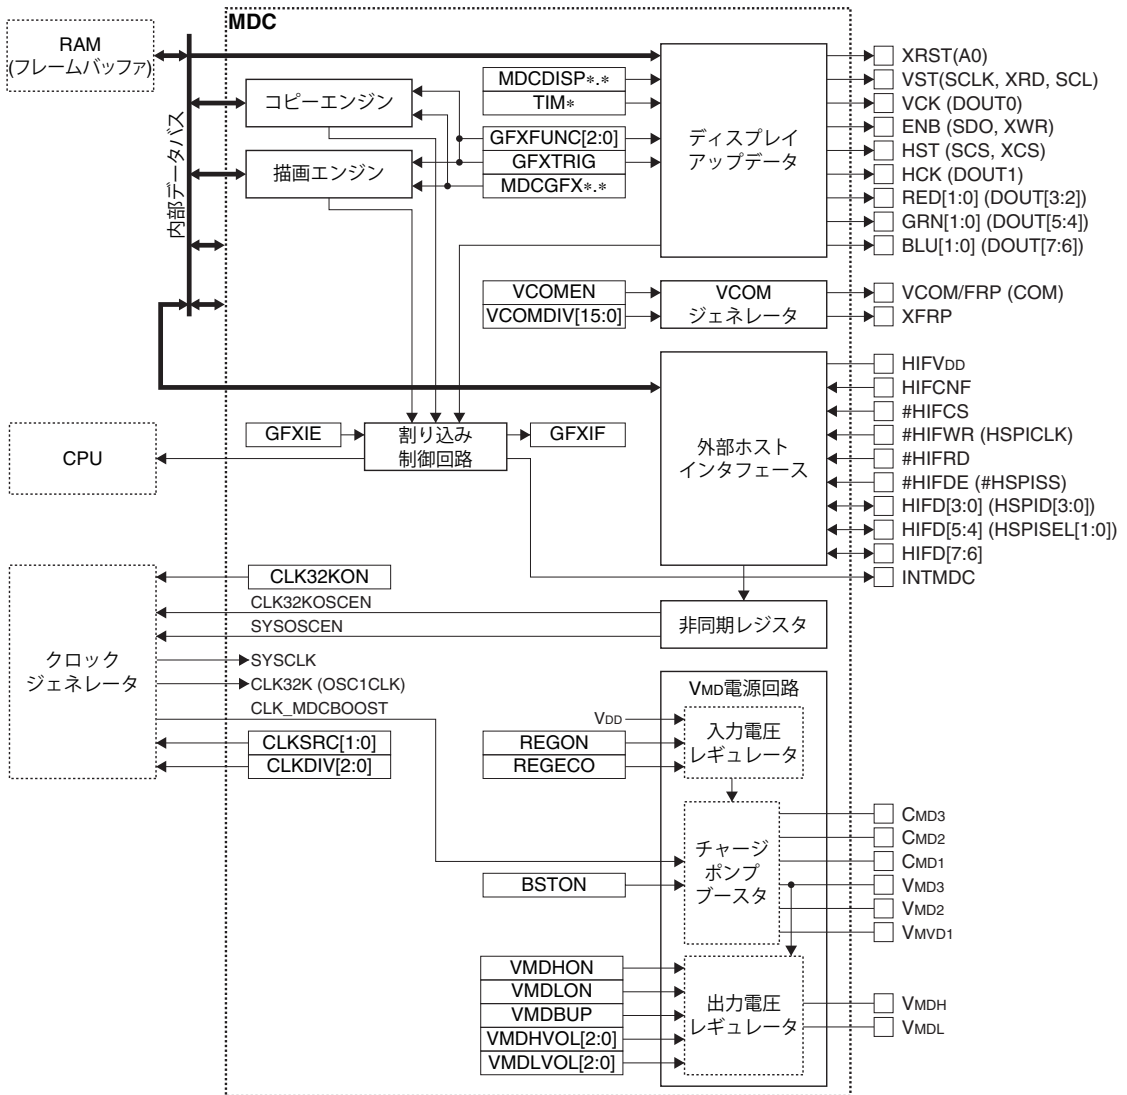 MDC
RAM
(フレームバッファ)
内部データバス
コピーエンジン
描画エンジン
MDCDISP*.*
TIM*
GFXFUNC[2:0]
GFXTRIG
MDCGFX*.*
ディスプレイ
アップデータ
XRST(A0)
VST(SCLK, XRD, SCL)
VCK (DOUT0)
ENB (SDO, XWR)
HST (SCS, XCS)
HCK (DOUT1)
RED[1:0] (DOUT[3:2])
GRN[1:0] (DOUT[5:4])
BLU[1:0] (DOUT[7:6])
VCOMEN
VCOMDIV[15:0]
VCOM
ジェネレータ
VCOM/FRP (COM)
XFRP
CPU
GFXIE
割り込み
制御回路
GFXIF
外部ホスト
インタフェース
HIFVDD
HIFCNF
#HIFCS
#HIFWR (HSPICLK)
#HIFRD
#HIFDE (#HSPISS)
HIFD[3:0] (HSPID[3:0])
HIFD[5:4] (HSPISEL[1:0])
HIFD[7:6]
INTMDC
クロック
ジェネレータ
CLK32KON
CLK32KOSCEN
SYSOSCEN
SYSCLK
CLK32K (OSC1CLK)
CLK_MDCBOOST
CLKSRC[1:0]
CLKDIV[2:0]
非同期レジスタ
VMD電源回路
VDD
REGON
REGECO
入力電圧
レギュレータ
BSTON
チャージ
ポンプ
ブースタ
CMD3
CMD2
CMD1
VMD3
VMD2
VMVD1
VMDHON
VMDLON
VMDBUP
VMDHVOL[2:0]
VMDLVOL[2:0]
出力電圧
レギュレータ
VMDH
VMDL